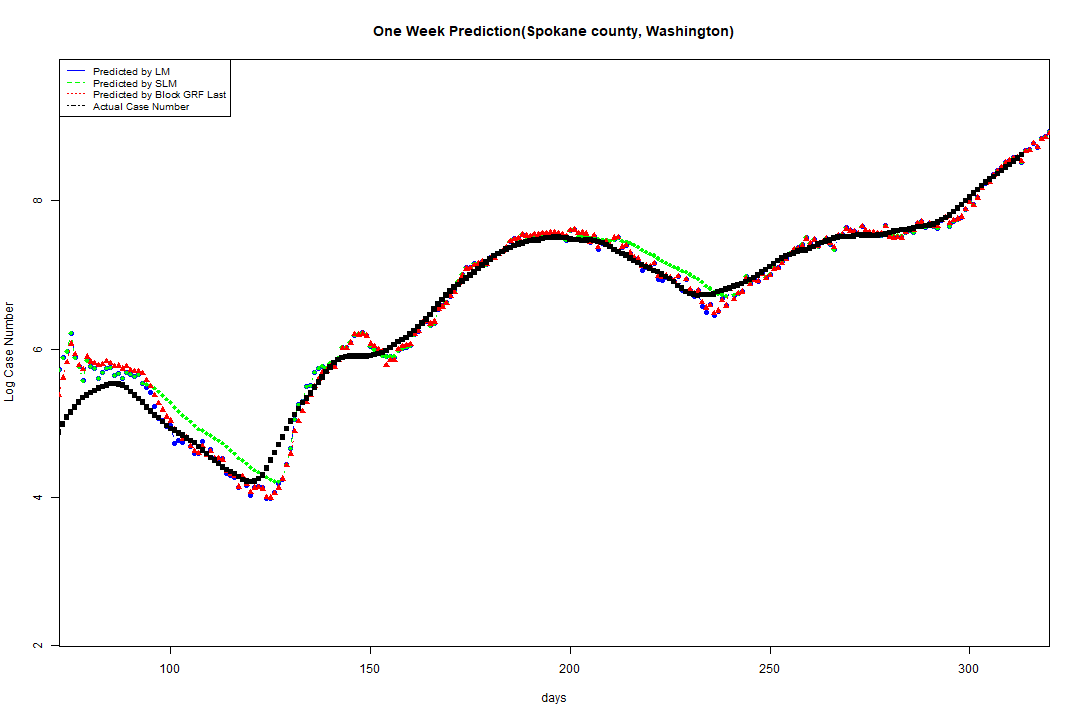 One Week Prediction(Spokane county, Washington)
Predicted by LM
Predicted by SLM
Predicted by Block GRF Last
Actual Case Number
Log Case Number
8
6
4
2
100 150 200 250 300
days